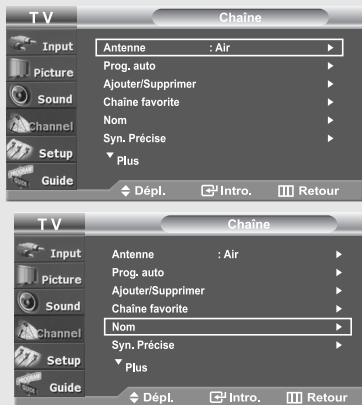 TV Chaîne
Input
Picture
Sound
Channel
Setup
Guide
Antenne : Air
Prog. auto
Ajouter/Supprimer
Chaîne favorite
Nom
Syn. Précise
Plus
Dépl. Intro. Retour
TV Chaîne
Input
Picture
Sound
Channel
Setup
Guide
Antenne : Air
Prog. auto
Ajouter/Supprimer
Chaîne favorite
Nom
Syn. Précise
Plus
Dépl. Intro. Retour